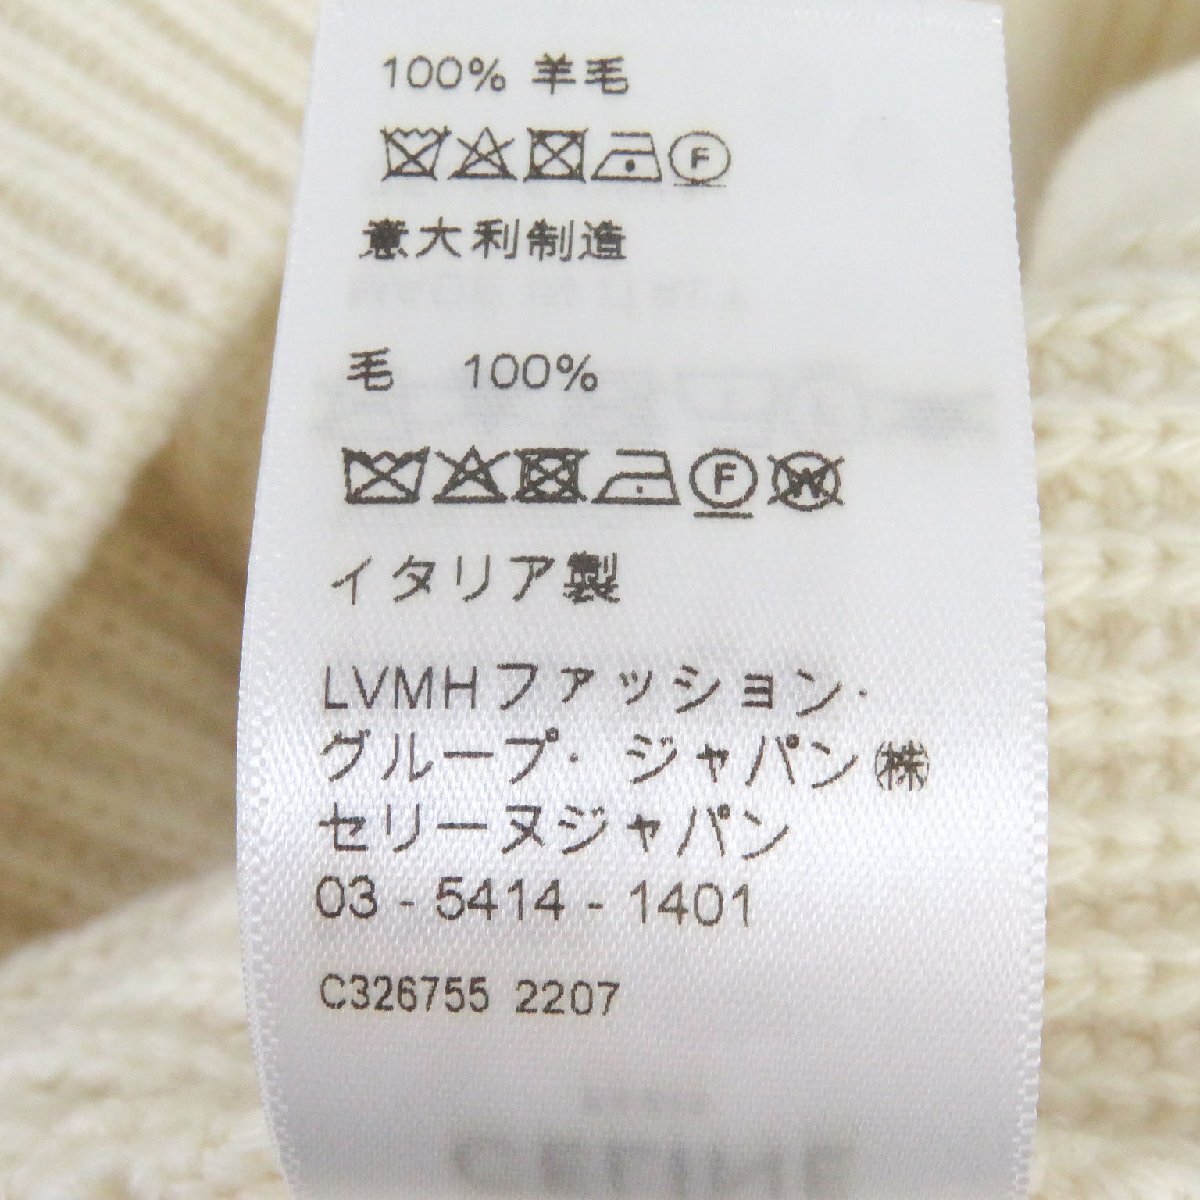 100% 羊毛
F
意大利制造
毛 100%
F W
イタリア製
LVMHファッション・
グループ・ジャパン㈱
セリーヌジャパン
03 - 5414 - 1401
C326755 2207